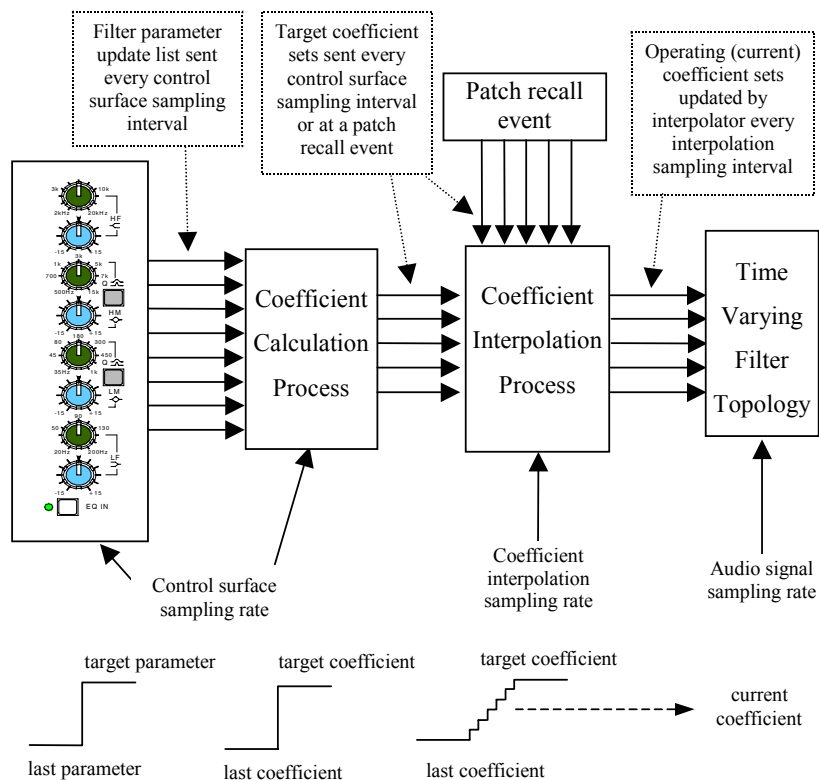 Filter parameter
update list sent
every control
surface sampling
interval
Target coefficient
sets sent every
control surface
sampling interval
or at a patch
recall event
Patch recall
event
Operating (current)
coefficient sets
updated by
interpolator every
interpolation
sampling interval
3k 10k
2kHz 20kHz
HF
-15 +15
3k
1k 5k
700 7k
500Hz 15k
Q
HM
-15 +15
180
80 300
45 450
35Hz 1k
Q
LM
-15 +15
90
50 130
20Hz 200Hz
LF
-15 +15
EQ IN
Coefficient
Calculation
Process
Coefficient
Interpolation
Process
Time
Varying
Filter
Topology
Control surface
sampling rate
Coefficient
interpolation
sampling rate
Audio signal
sampling rate
target parameter
last parameter
target coefficient
last coefficient
target coefficient
last coefficient
current
coefficient